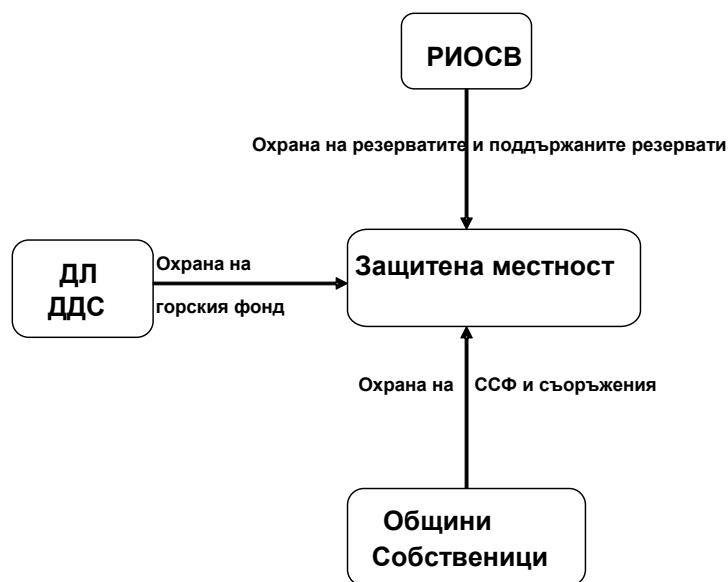 РИОСВ
Охрана на резерватите и поддържаните резервати
Защитена местност
ДЛ
ДДС
Охрана на
горския фонд
Охрана на ССФ и съоръжения
Общини
Собственици